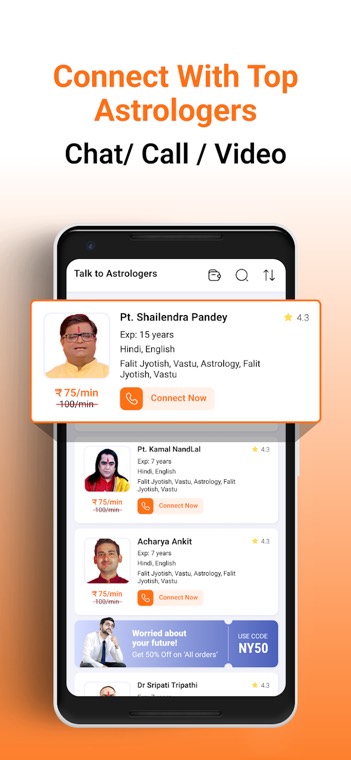 Connect With Top
Astrologers
Chat/ Call / Video
Talk to Astrologers
Pt. Shailendra Pandey
4.3
Exp: 15 years
Hindi, English
Falit Jyotish, Vastu, Astrology, Falit
Jyotish, Vastu
₹ 75/min
100/min
Connect Now
Pt. Kamal NandLal
4.3
Exp: 7 years
Hindi, English
Falit Jyotish, Vastu, Astrology, Falit
Jyotish, Vastu
₹ 75/min
100/min
Connect Now
Acharya Ankit
4.3
Exp: 7 years
Hindi, English
Falit Jyotish, Vastu, Astrology, Falit
Jyotish, Vastu
₹ 75/min
100/min
Connect Now
Worried about
your future!
Get 50% Off on 'All orders'
USE CODE
NY50
Dr Sripati Tripathi
4.3
Exp: 7 years